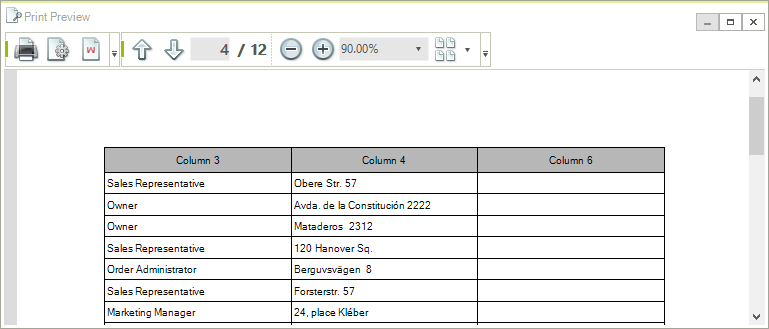 Print Preview
4 / 12 90.00%
Column 3 Column 4 Column 6
Sales Representative Obere Str. 57
Owner Avda. de la Constitución 2222
Owner Mataderos 2312
Sales Representative 120 Hanover Sq.
Order Administrator Berguvsvägen 8
Sales Representative Forsterstr. 57
Marketing Manager 24, place Kléber